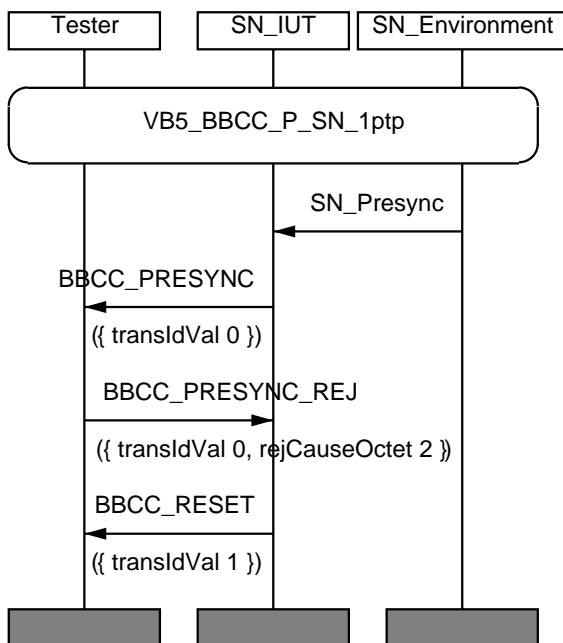 Tester SN_IUT SN_Environment
VB5_BBCC_P_SN_1ptp
SN_Presync
BBCC_PRESYNC
({ transIdVal 0 })
BBCC_PRESYNC_REJ
({ transIdVal 0, rejCauseOctet 2 })
BBCC_RESET
({ transIdVal 1 })